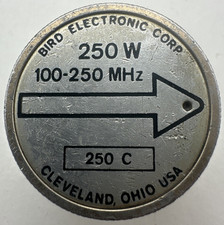 BIRD ELECTRONIC CORP.
250 W
100-250 MHz
250 C
CLEVELAND, OHIO USA